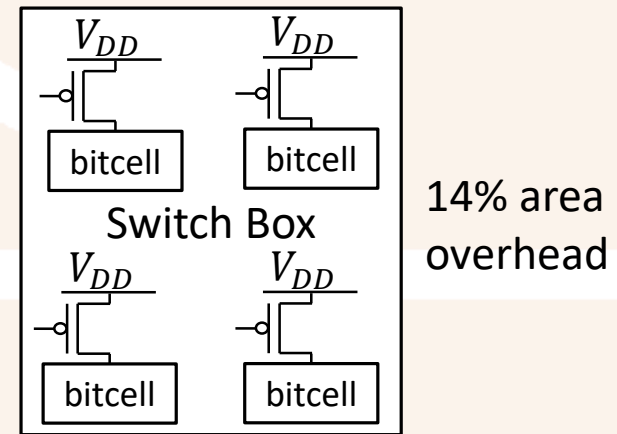 V_DD V_DD
bitcell bitcell
Switch Box
V_DD V_DD
bitcell bitcell
14% area
overhead